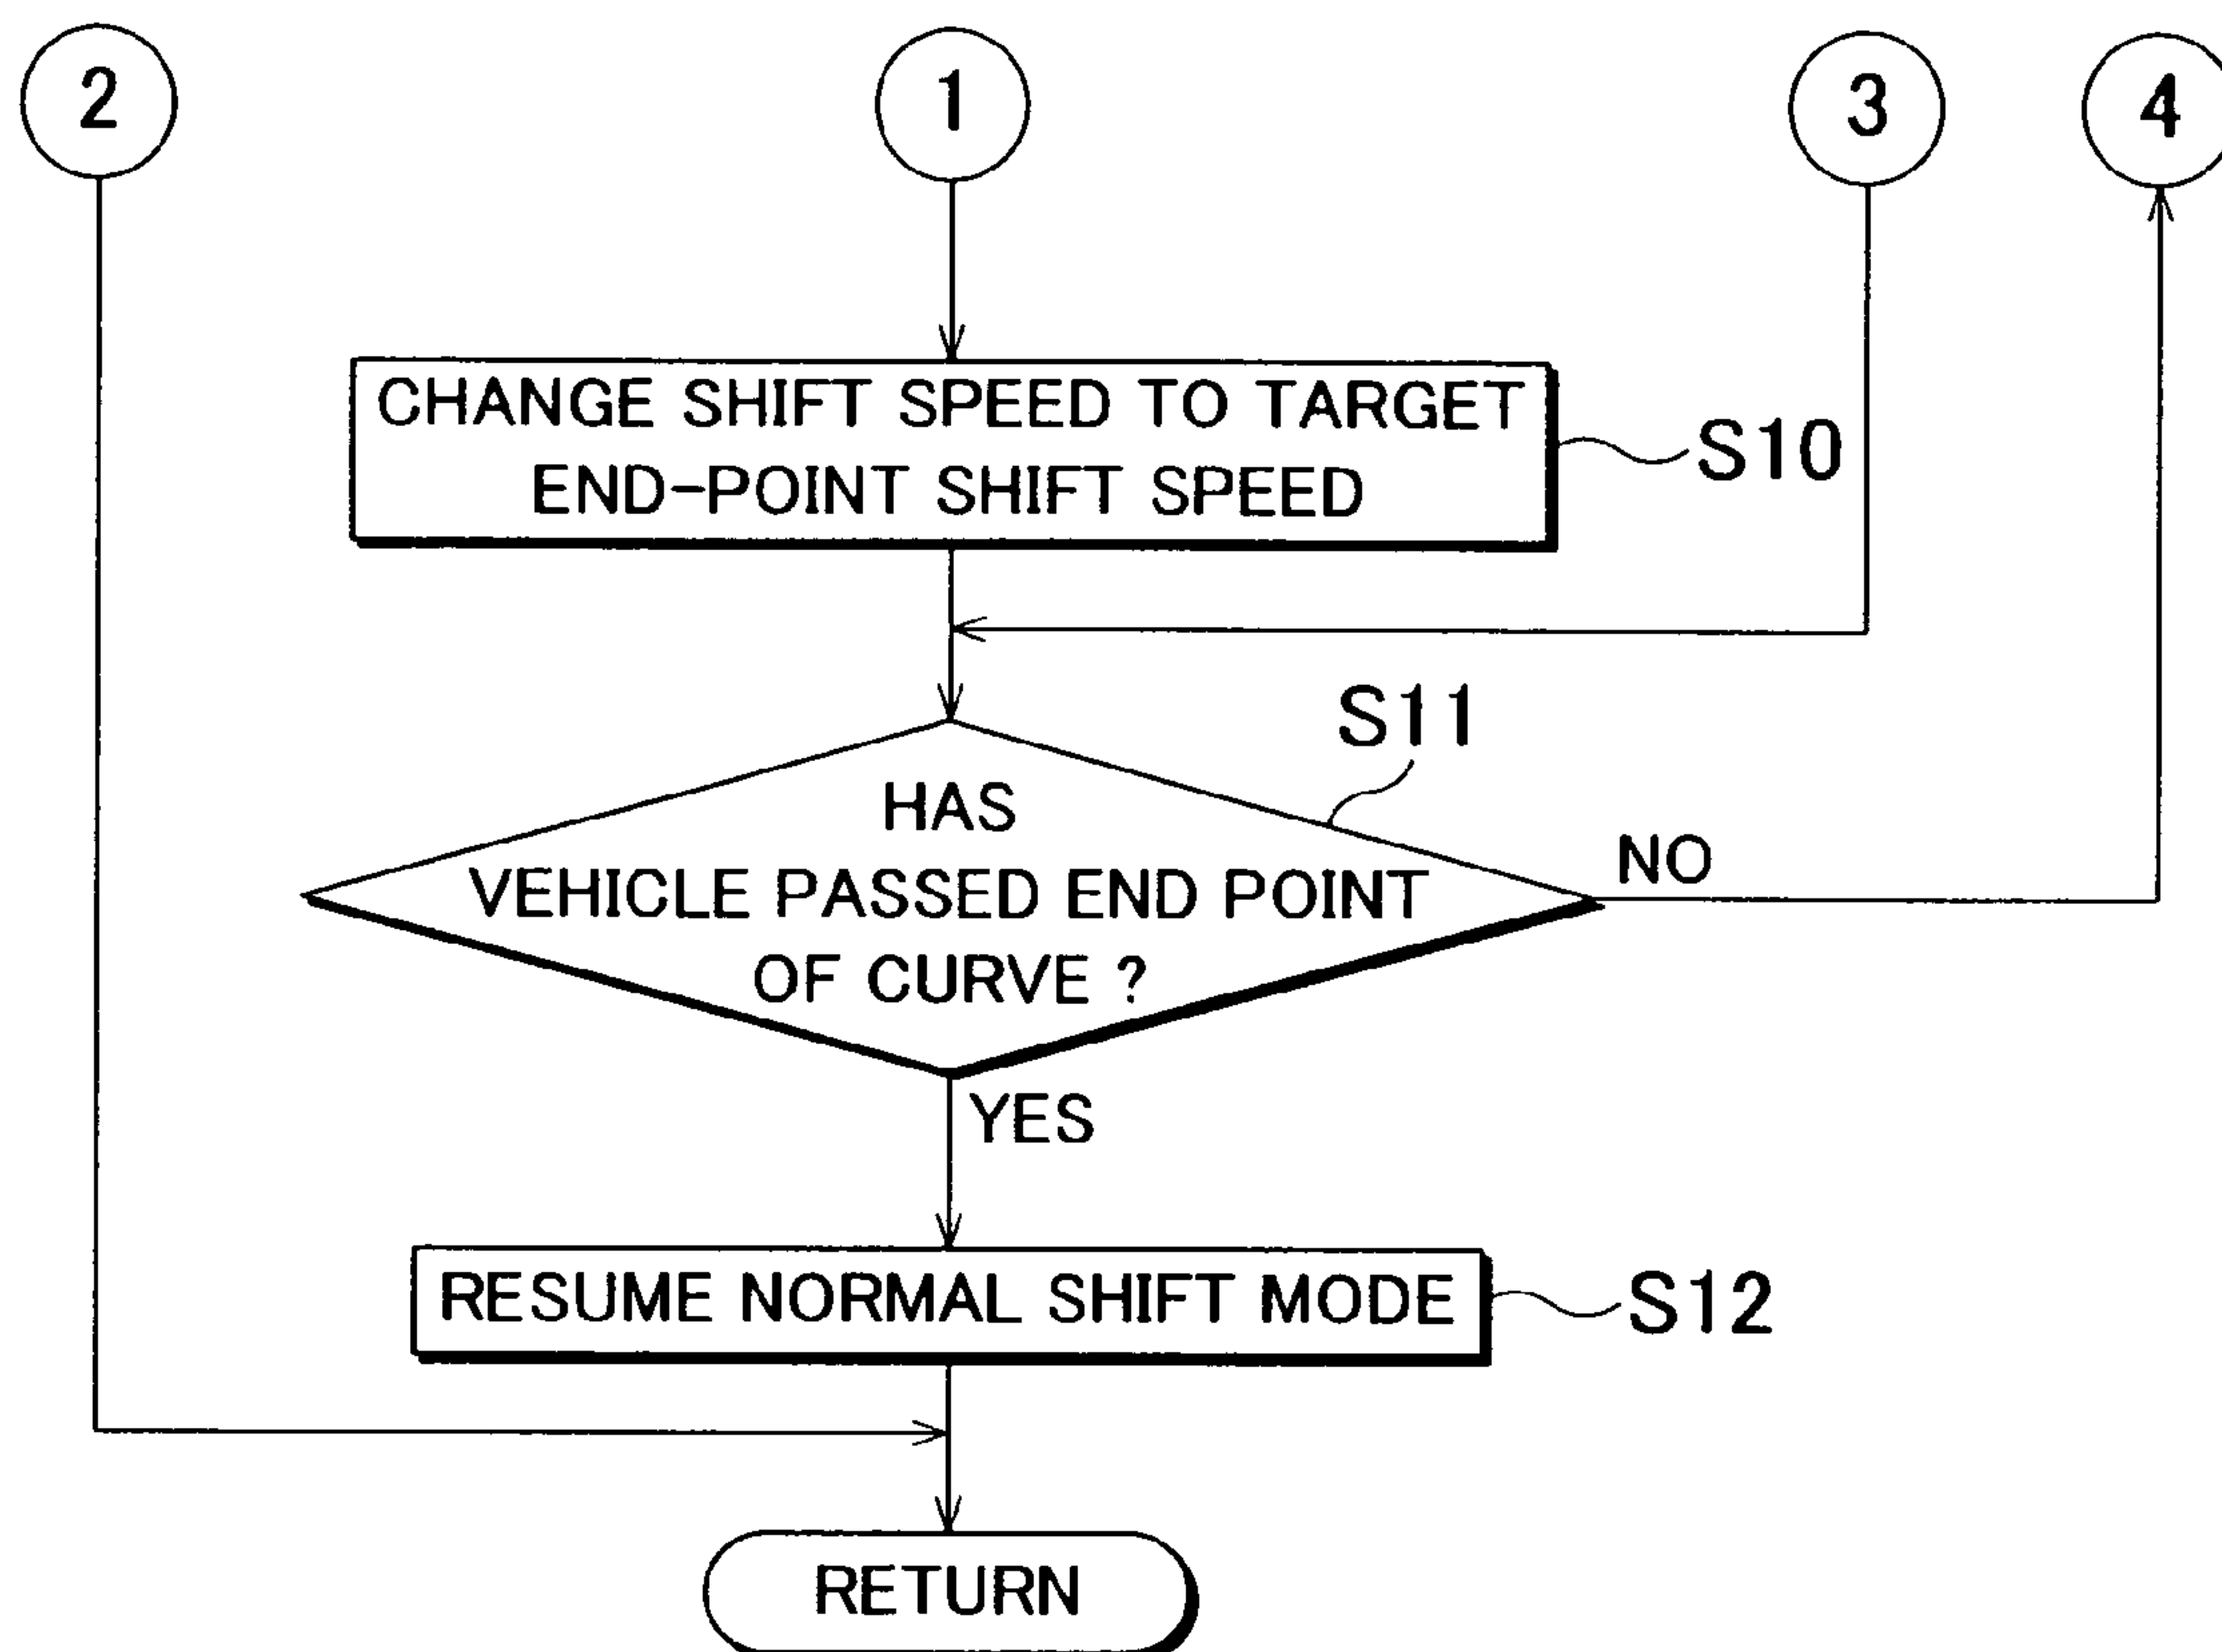 2
1
3
4
CHANGE SHIFT SPEED TO TARGET
END-POINT SHIFT SPEED
S10
S11
HAS
VEHICLE PASSED END POINT
OF CURVE ?
NO
YES
RESUME NORMAL SHIFT MODE
S12
RETURN